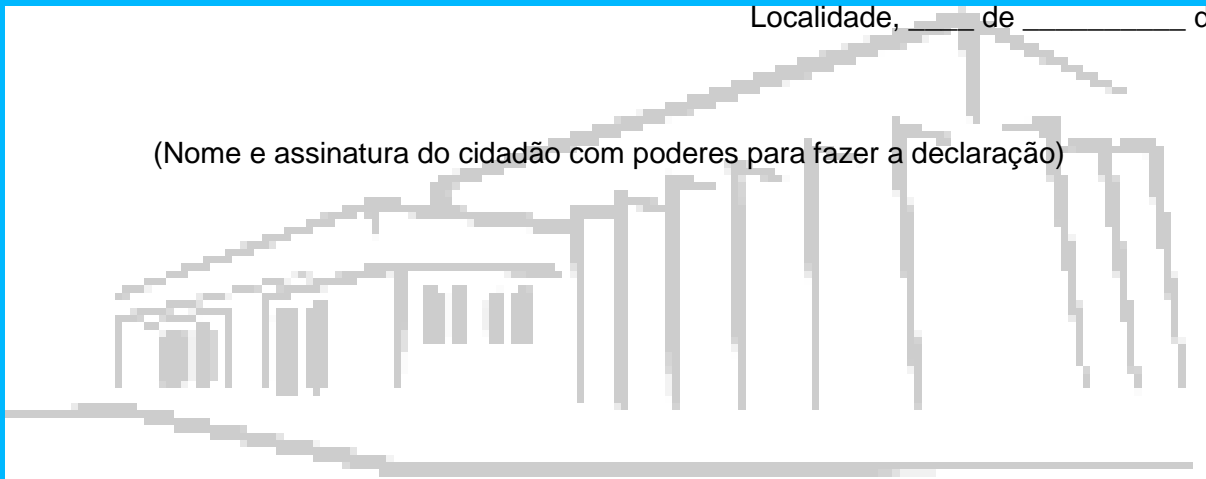 Localidade, ____ de __________ d
(Nome e assinatura do cidadão com poderes para fazer a declaração)